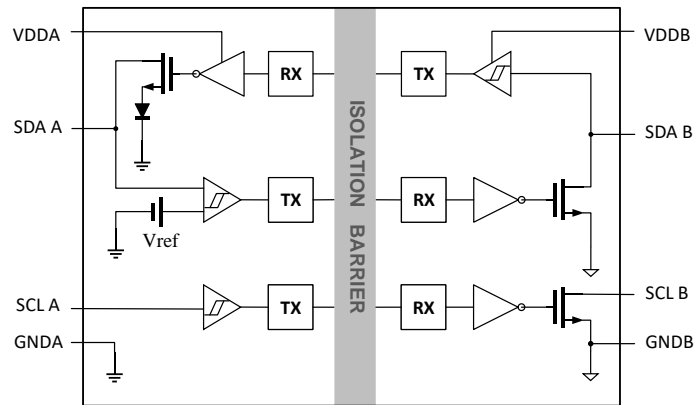 VDDA
VDDB
RX
TX
SDA A
SDA B
ISOLATION BARRIER
TX
RX
Vref
TX
RX
SCL A
SCL B
GNDA
GNDB